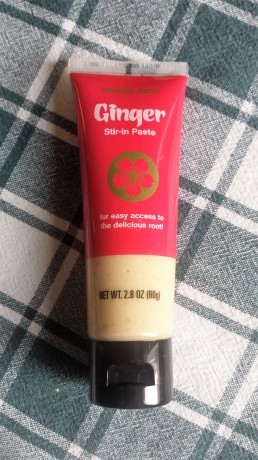 Ginger
Stir-in Paste
for easy access to
the delicious root!
NET WT. 2.8 OZ (80g)